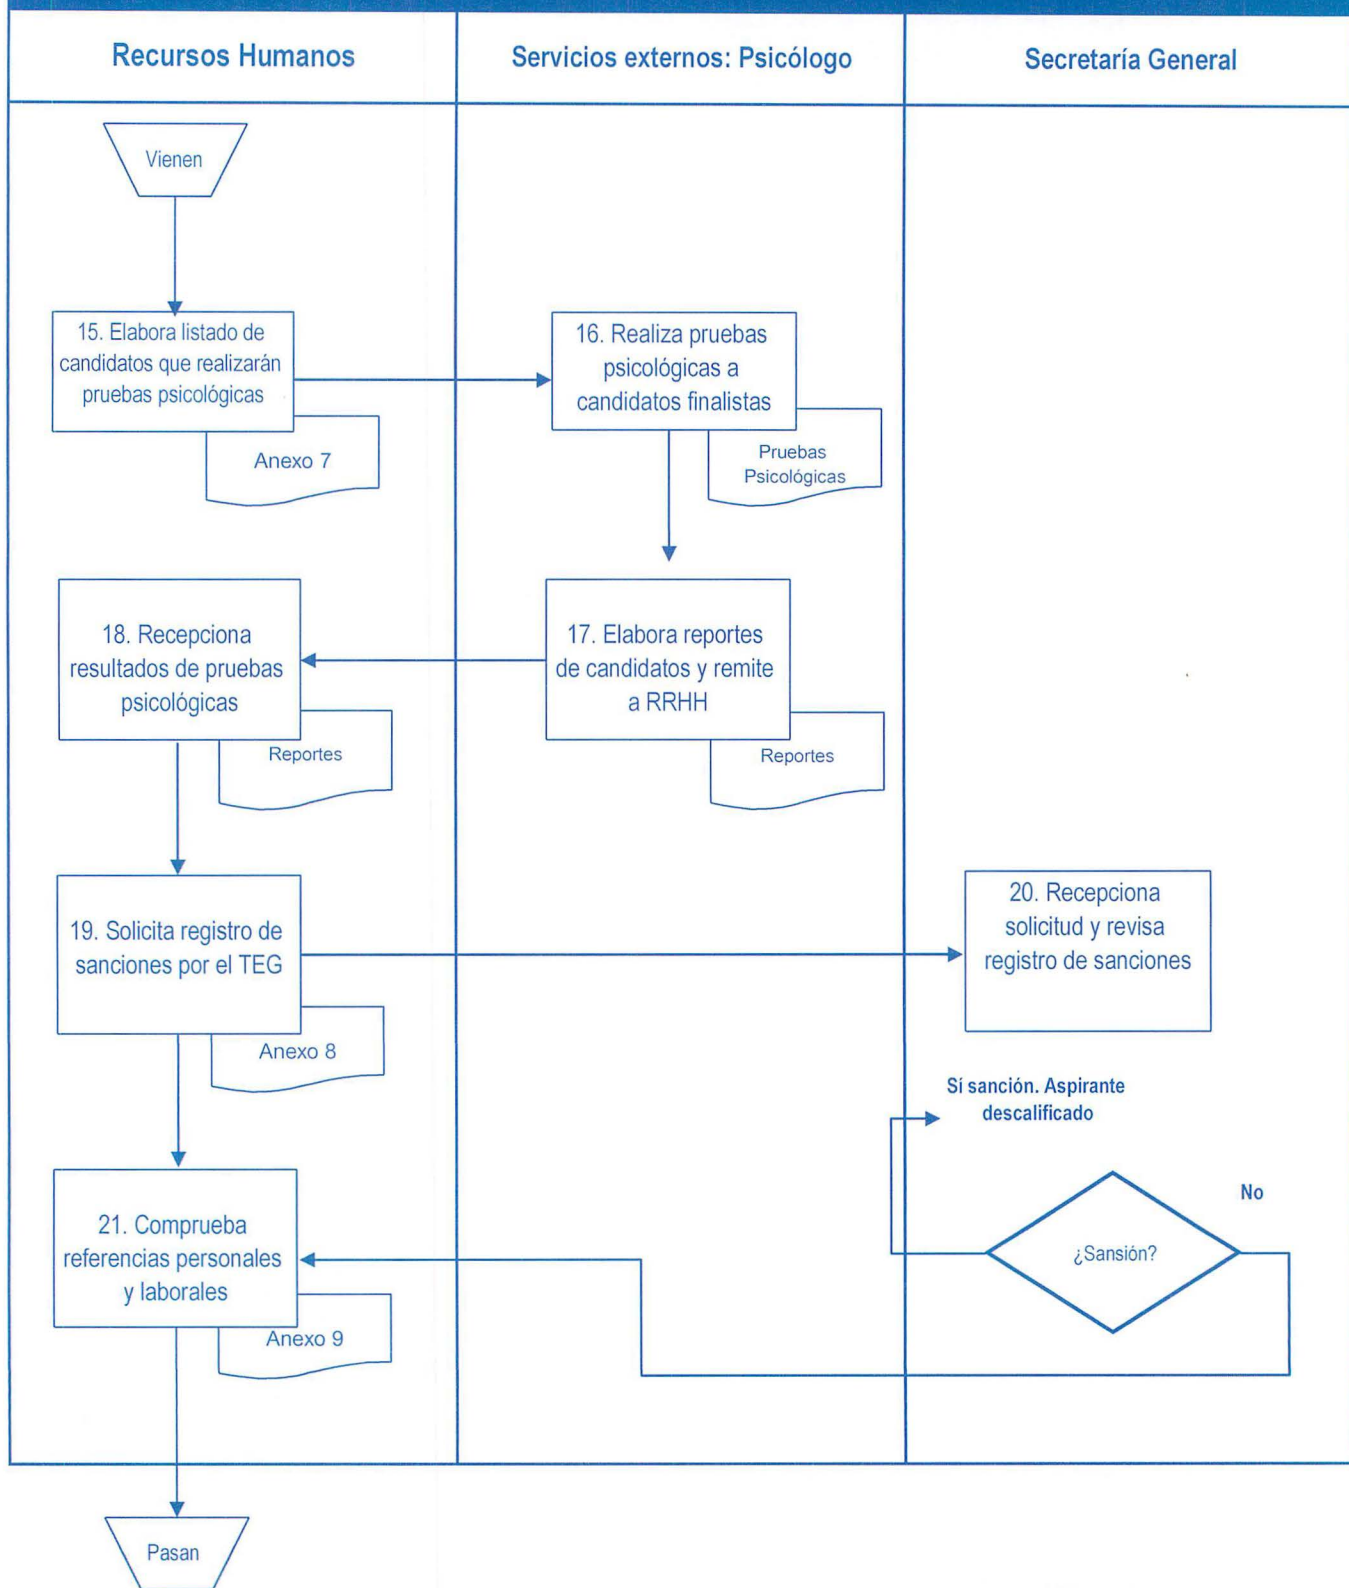 Recursos Humanos
Servicios externos: Psicólogo
Secretaría General
Vienen
15. Elabora listado de
candidatos que realizarán
pruebas psicológicas
Anexo 7
16. Realiza pruebas
psicológicas a
candidatos finalistas
Pruebas
Psicológicas
18. Recepciona
resultados de pruebas
psicológicas
Reportes
17. Elabora reportes
de candidatos y remite
a RRHH
Reportes
19. Solicita registro de
sanciones por el TEG
Anexo 8
20. Recepciona
solicitud y revisa
registro de sanciones
Sí sanción. Aspirante
descalificado
No
¿Sansión?
21. Comprueba
referencias personales
y laborales
Anexo 9
Pasan